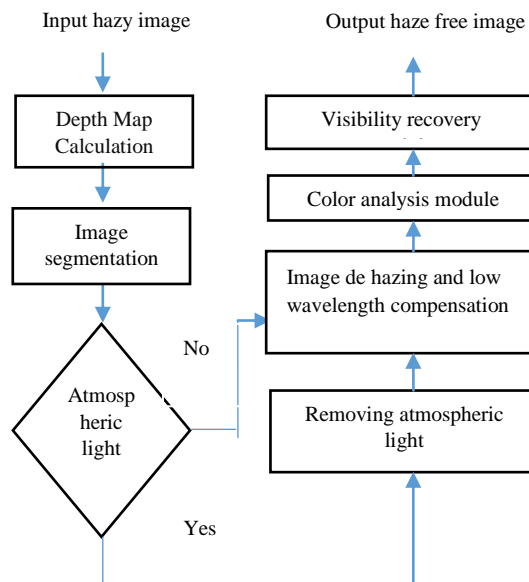 Input hazy image
Depth Map
Calculation
Image
segmentation
Atmosp
heric
light
No
Yes
Output haze free image
Visibility recovery
Color analysis module
Image de hazing and low
wavelength compensation
Removing atmospheric
light